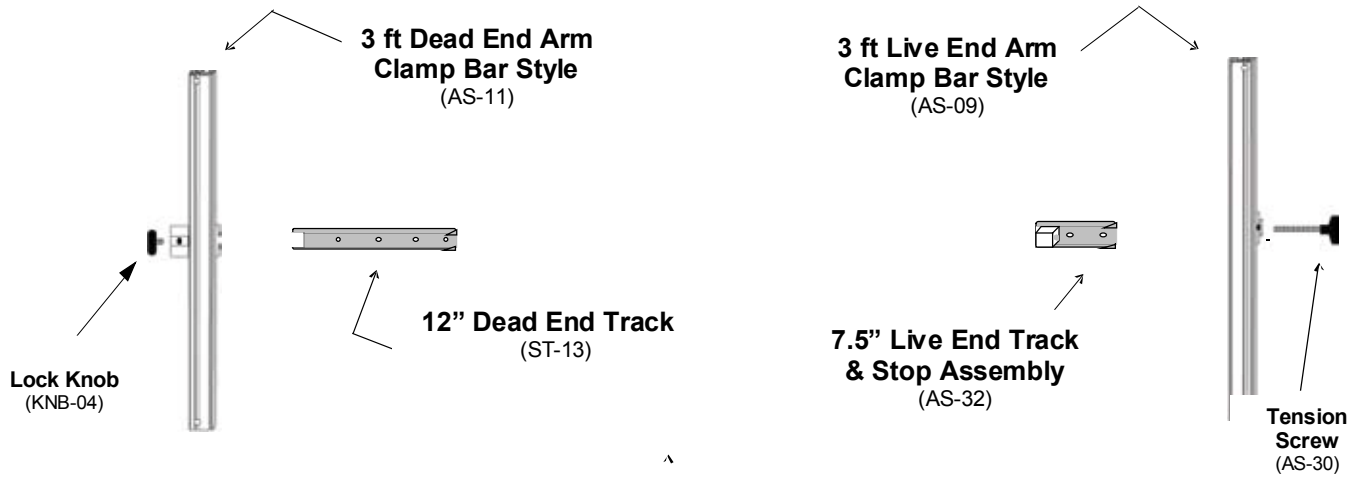 3 ft Dead End Arm
Clamp Bar Style
(AS-11)
3 ft Live End Arm
Clamp Bar Style
(AS-09)
12” Dead End Track
(ST-13)
7.5” Live End Track
& Stop Assembly
(AS-32)
Lock Knob
(KNB-04)
Tension
Screw
(AS-30)